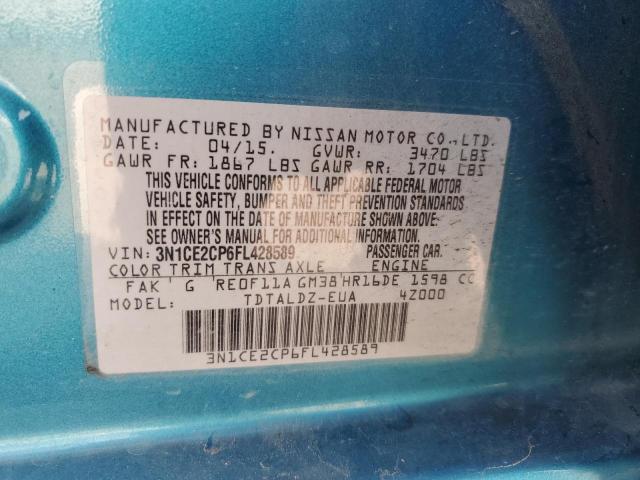 MANUFACTURED BY NISSAN MOTOR CO.,LTD.
DATE: 04/15. GVWR: 3470 LBS
GAWR FR: 1867 LBS GAWR RR: 1704 LBS
THIS VEHICLE CONFORMS TO ALL APPLICABLE FEDERAL MOTOR
VEHICLE SAFETY, BUMPER AND THEFT PREVENTION STANDARDS
IN EFFECT ON THE DATE OF MANUFACTURE SHOWN ABOVE.
SEE OWNER'S MANUAL FOR ADDITIONAL INFORMATION.
VIN: 3N1CE2CP6FL428589 PASSENGER CAR.
COLOR TRIM TRANS AXLE ENGINE
FAK G RE0F11A GM38 HR16DE 1598 CC
MODEL: TDTALDZ-EUA 4Z000
3N1CE2CP6FL428589